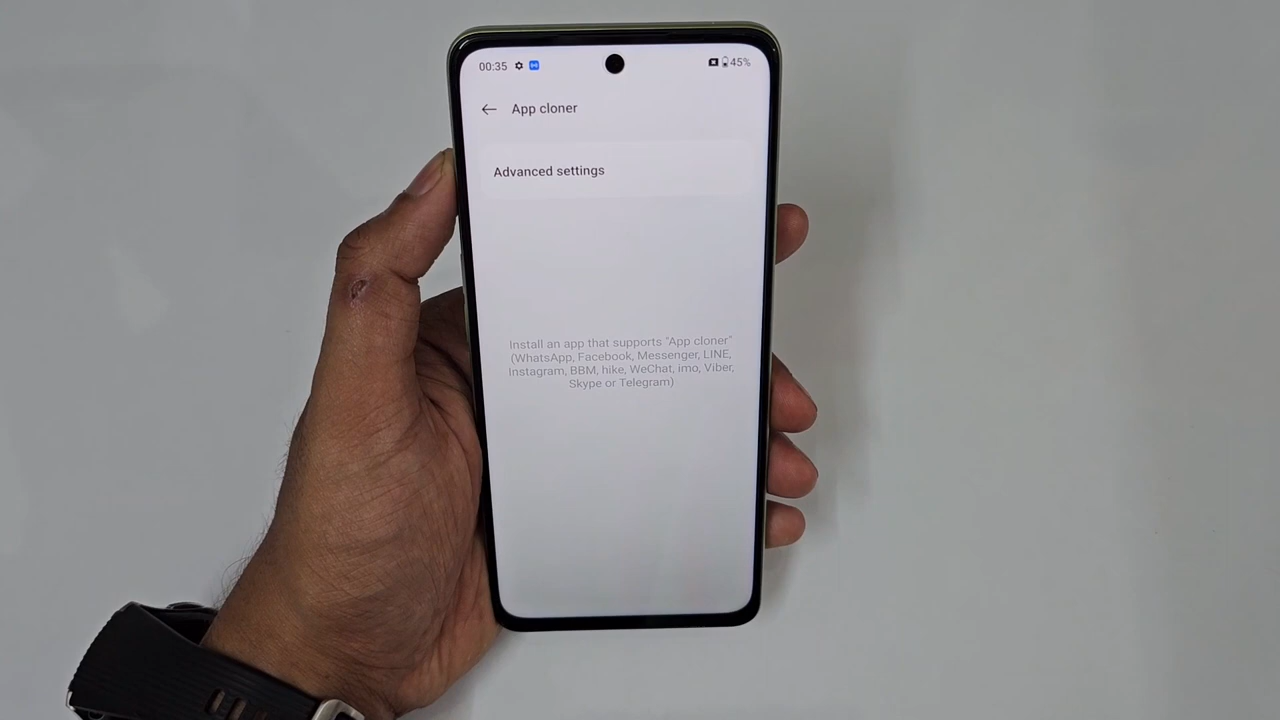 00:35 45%
App cloner
Advanced settings
Install an app that supports "App cloner"
(WhatsApp, Facebook, Messenger, LINE,
Instagram, BBM, hike, WeChat, imo, Viber,
Skype or Telegram)